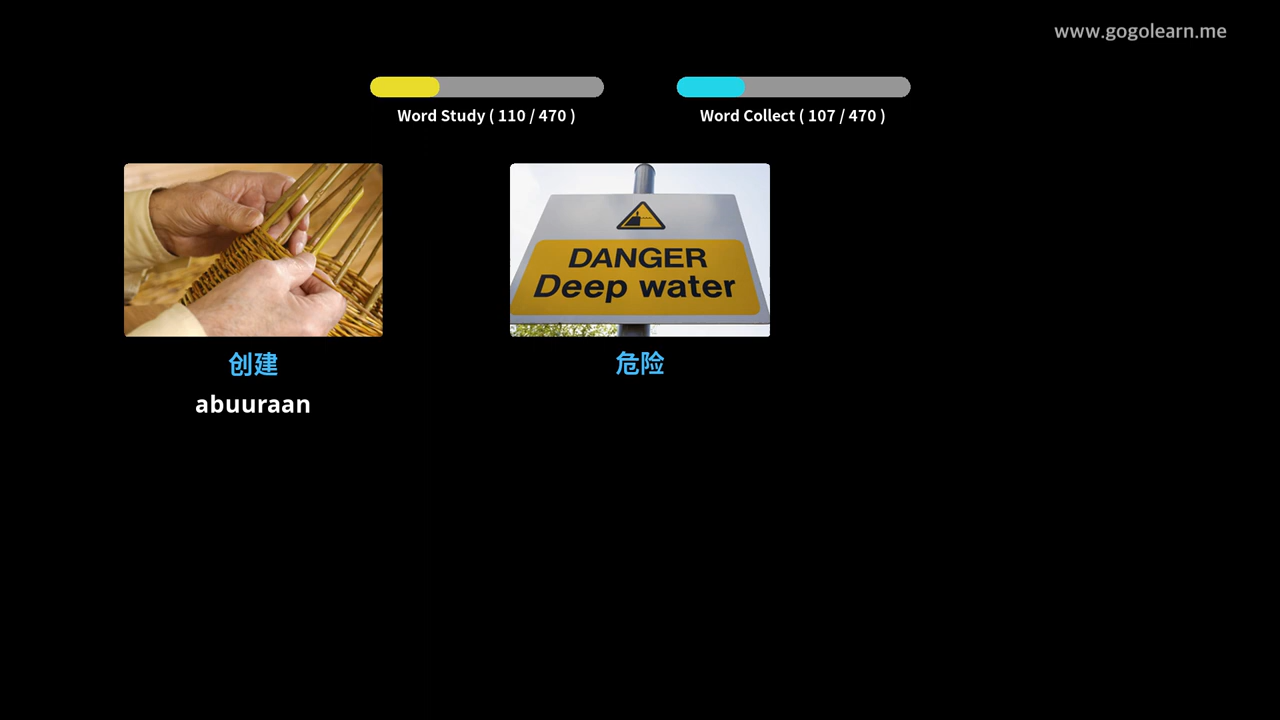 www.gogolearn.me
Word Study ( 110 / 470 )
Word Collect ( 107 / 470 )
DANGER
Deep water
创建
危险
abuuraan